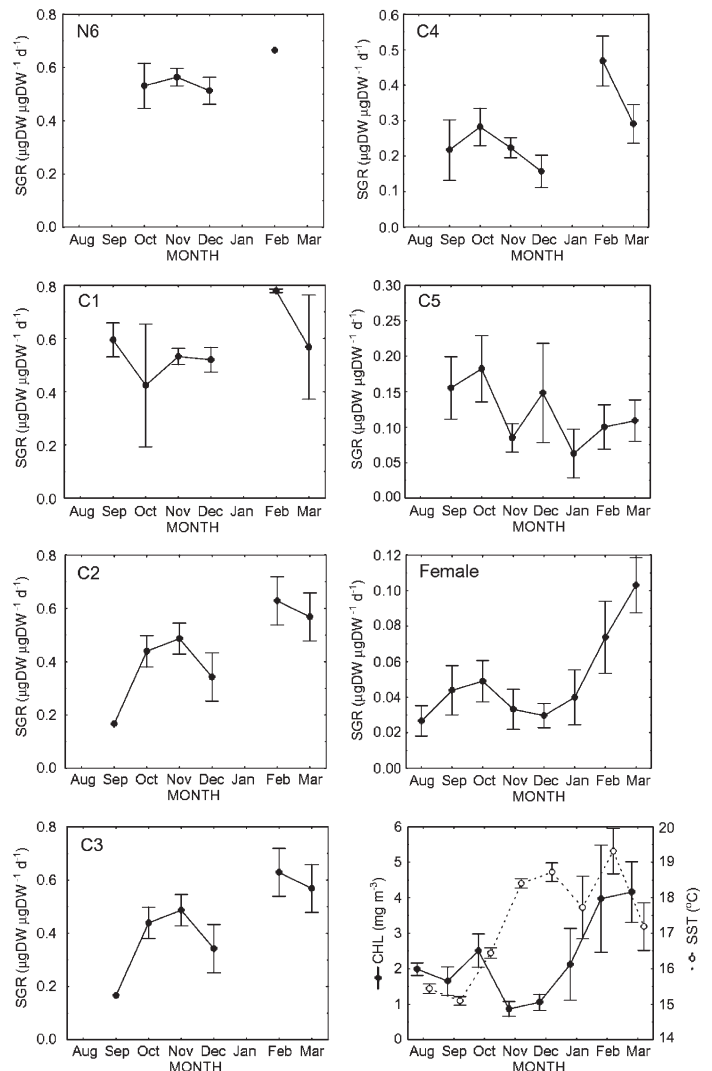 N6
SGR (µgDW µgDW⁻¹ d⁻¹)
0.8
0.6
0.4
0.2
0.0
Aug Sep Oct Nov Dec Jan Feb Mar
MONTH
C4
SGR (µgDW µgDW⁻¹ d⁻¹)
0.6
0.5
0.4
0.3
0.2
0.1
0.0
Aug Sep Oct Nov Dec Jan Feb Mar
MONTH
C1
SGR (µgDW µgDW⁻¹ d⁻¹)
0.8
0.6
0.4
0.2
0.0
Aug Sep Oct Nov Dec Jan Feb Mar
MONTH
C5
SGR (µgDW µgDW⁻¹ d⁻¹)
0.30
0.25
0.20
0.15
0.10
0.05
0.00
Aug Sep Oct Nov Dec Jan Feb Mar
MONTH
C2
SGR (µgDW µgDW⁻¹ d⁻¹)
0.8
0.6
0.4
0.2
0.0
Aug Sep Oct Nov Dec Jan Feb Mar
MONTH
Female
SGR (µgDW µgDW⁻¹ d⁻¹)
0.12
0.10
0.08
0.06
0.04
0.02
0.00
Aug Sep Oct Nov Dec Jan Feb Mar
MONTH
C3
SGR (µgDW µgDW⁻¹ d⁻¹)
0.8
0.6
0.4
0.2
0.0
Aug Sep Oct Nov Dec Jan Feb Mar
MONTH
CHL (mg m⁻³)
6
5
4
3
2
1
0
Aug Sep Oct Nov Dec Jan Feb Mar
MONTH
20
19
18
17
16
15
14
SST (°C)